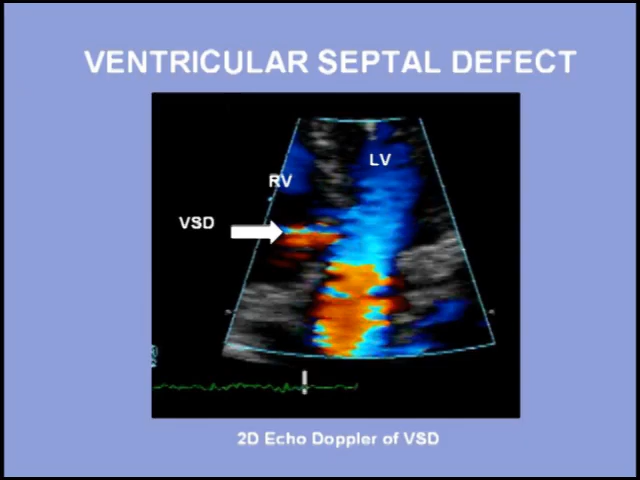 VENTRICULAR SEPTAL DEFECT
LV
RV
VSD
2D Echo Doppler of VSD